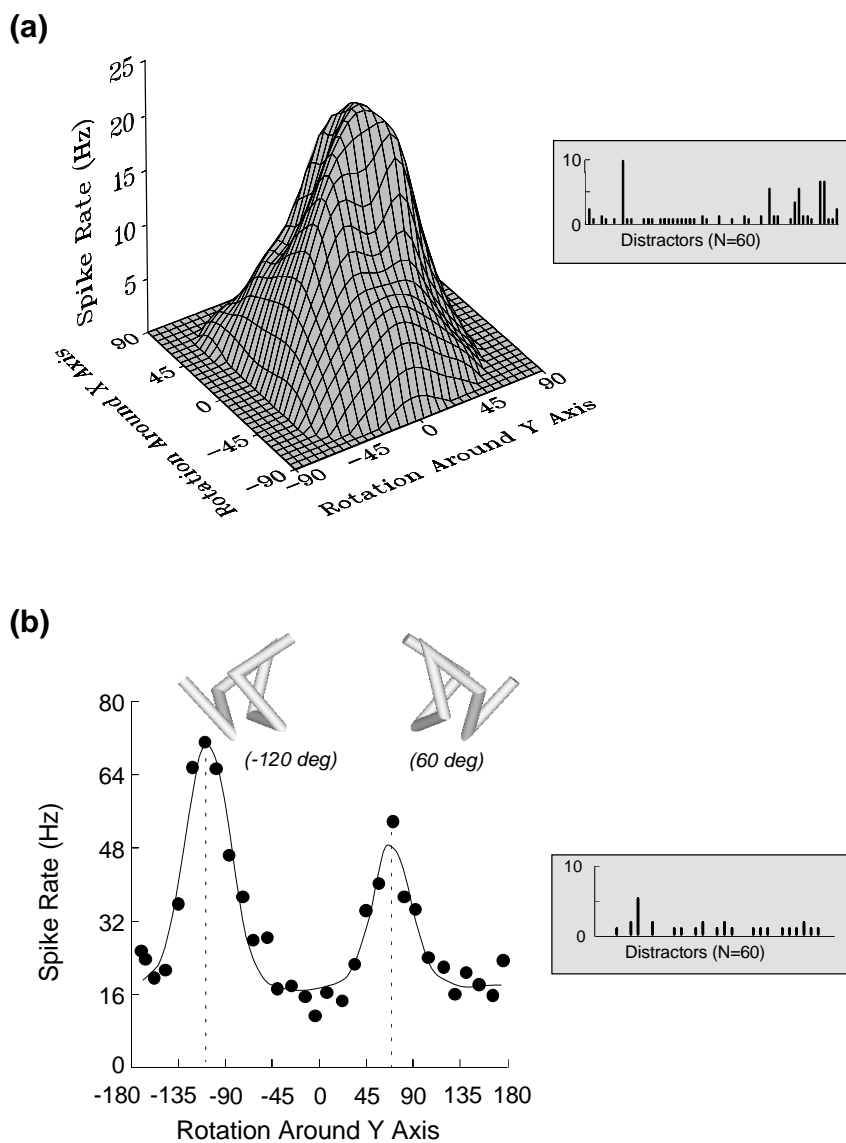 (a)
25
20
15
10
5
Spike Rate (Hz)
90
45
0
−45
−90
Rotation Around X Axis
−90
−45
0
45
90
Rotation Around Y Axis
10
0
Distractors (N=60)
(b)
80
64
48
32
16
0
Spike Rate (Hz)
(-120 deg)
(60 deg)
-180 -135 -90 -45 0 45 90 135 180
Rotation Around Y Axis
10
0
Distractors (N=60)